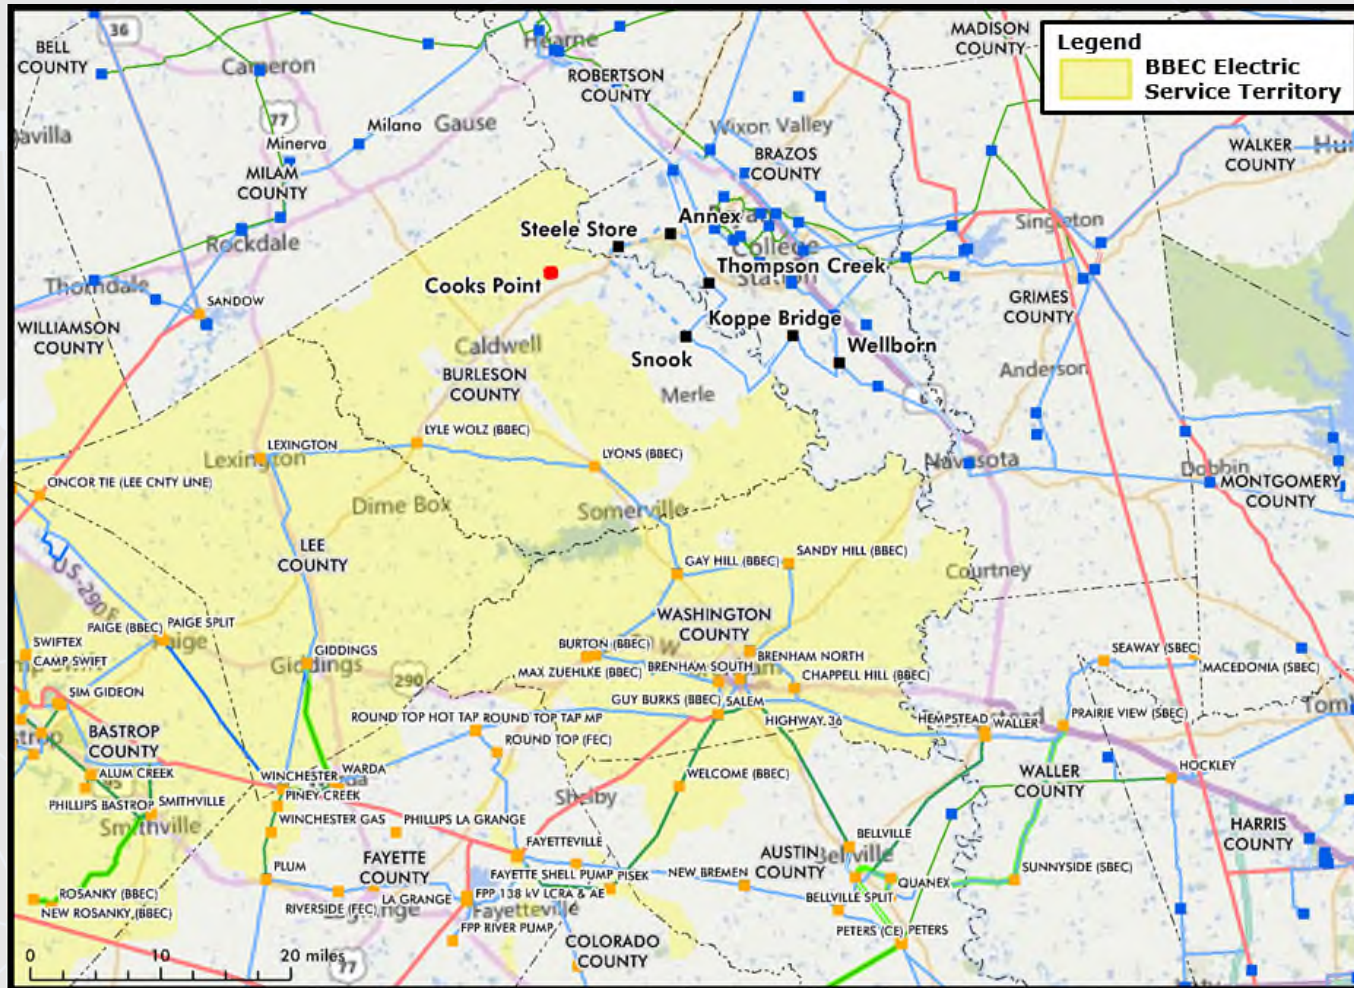 Legend
BBEC Electric
Service Territory
36
BELL
COUNTY
Cameron
Hearne
ROBERTSON
COUNTY
MADISON
COUNTY
77
Minerva
Milano
Gause
Wixon Valley
BRAZOS
COUNTY
WALKER
COUNTY
MILAM
COUNTY
Rockdale
Steele Store
Annex
College
Station
Singleton
Cooks Point
Thompson Creek
Thorndale
SANDOW
WILLIAMSON
COUNTY
Koppe Bridge
GRIMES
COUNTY
Caldwell
Snook
Wellborn
BURLESON
COUNTY
Merle
Anderson
6
LYLE WOLZ (BBEC)
LEXINGTON
Lexington
LYONS (BBEC)
Navasota
Dobbin
ONCOR TIE (LEE CNTY LINE)
MONTGOMERY
COUNTY
Dime Box
Somerville
LEE
COUNTY
GAY HILL (BBEC)
SANDY HILL (BBEC)
Courtney
US-290 E
WASHINGTON
COUNTY
PAIGE (BBEC)
PAIGE SPLIT
Paige
SWIFTEX
CAMP SWIFT
GIDDINGS
Giddings
290
BURTON (BBEC)
BRENHAM NORTH
SEAWAY (SBEC)
MACEDONIA (SBEC)
MAX ZUEHLKE (BBEC)
BRENHAM SOUTH
CHAPPELL HILL (BBEC)
SIM GIDEON
GUY BURKS (BBEC)
SALEM
HIGHWAY 36
ROUND TOP HOT TAP
ROUND TOP TAP MP
HEMPSTEAD
WALLER
PRAIRIE VIEW (SBEC)
BASTROP
COUNTY
ROUND TOP (FEC)
ALUM CREEK
WINCHESTER
WARDA
WELCOME (BBEC)
WALLER
COUNTY
HOCKLEY
PHILLIPS BASTROP
SMITHVILLE
PINEY CREEK
Shelby
Smithville
WINCHESTER GAS
PHILLIPS LA GRANGE
HARRIS
COUNTY
FAYETTEVILLE
BELLVILLE
Bellville
PLUM
FAYETTE
COUNTY
FAYETTE SHELL PUMP
PISEK
NEW BREMEN
AUSTIN
COUNTY
QUANEX
SUNNYSIDE (SBEC)
ROSANKY (BBEC)
NEW ROSANKY (BBEC)
RIVERSIDE (FEC)
LA GRANGE
FPP 138 kV LCRA & AE
Fayetteville
BELLVILLE SPLIT
FPP RIVER PUMP
PETERS (CE)
PETERS
COLORADO
COUNTY
0 10 20 miles
77